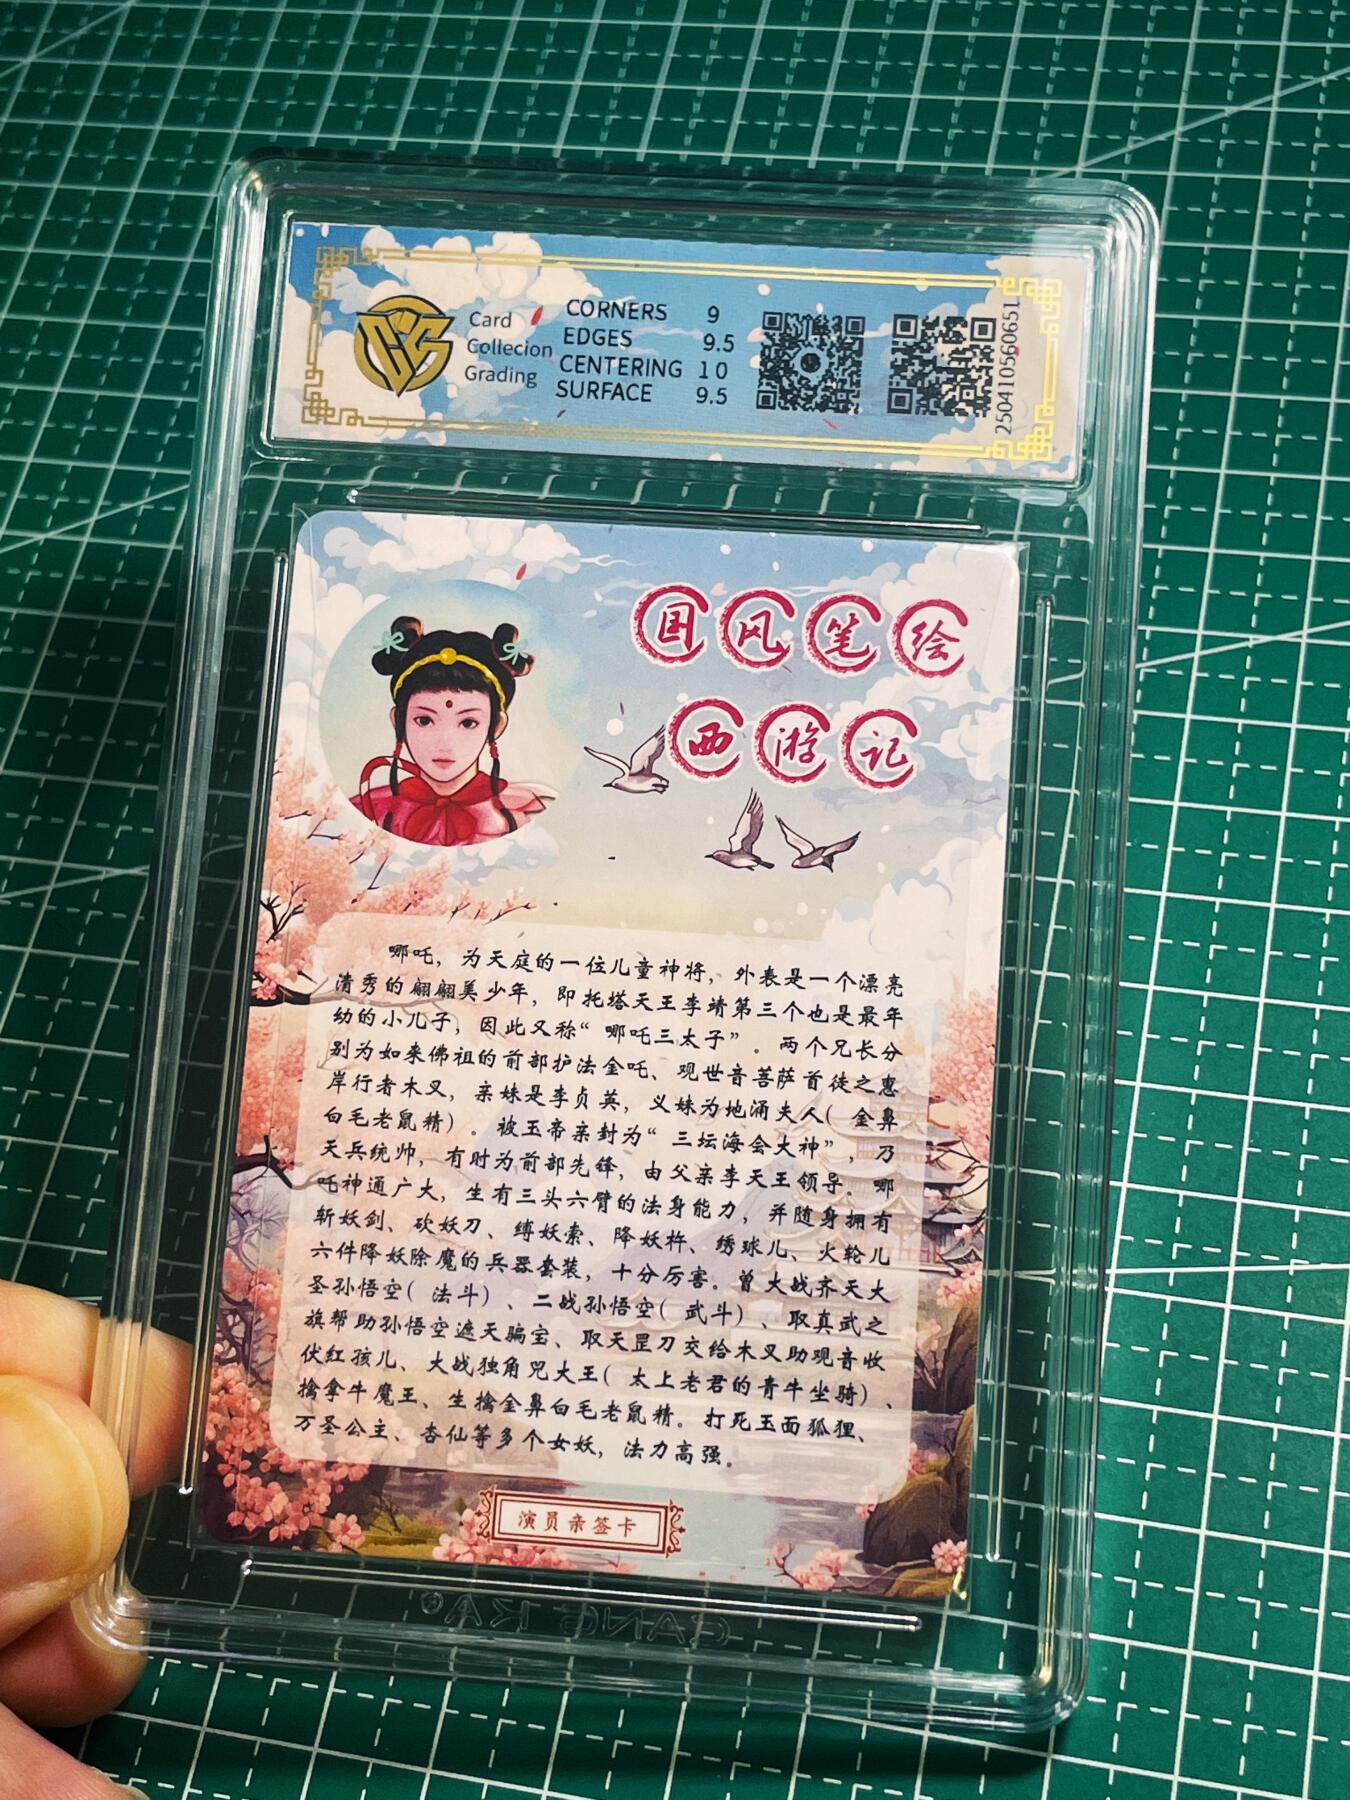 Card
Collecion
Grading
CORNERS 9
EDGES 9.5
CENTERING 10
SURFACE 9.5
250410560651
国风笔绘
西游记
哪吒，为天庭的一位儿童神将，外表是一个漂亮
清秀的翩翩美少年，即托塔天王李靖第三个也是最年
幼的小儿子，因此又称“哪吒三太子”。两个兄长分
别为如来佛祖的前部护法金吒、观世音菩萨首徒之惠
岸行者木叉，亲妹是李贞英，义妹为地涌夫人(金鼻
白毛老鼠精)。被玉帝亲封为“三坛海会大神”，乃
天兵统帅，有时为前部先锋，由父亲李天王领导。哪
吒神通广大，生有三头六臂的法身能力，并随身拥有
斩妖剑、砍妖刀、缚妖索、降妖杵、绣球儿、火轮儿
六件降妖除魔的兵器套装，十分厉害。曾大战齐天大
圣孙悟空(法斗)、二战孙悟空(武斗)、取真武之
旗帮助孙悟空遮天骗宝、取天罡刀交给木叉助观音收
伏红孩儿、大战独角兕大王(太上老君的青牛坐骑)、
擒拿牛魔王、生擒金鼻白毛老鼠精。打死玉面狐狸、
万圣公主、杏仙等多个女妖，法力高强。
演员亲签卡
CANG KA®